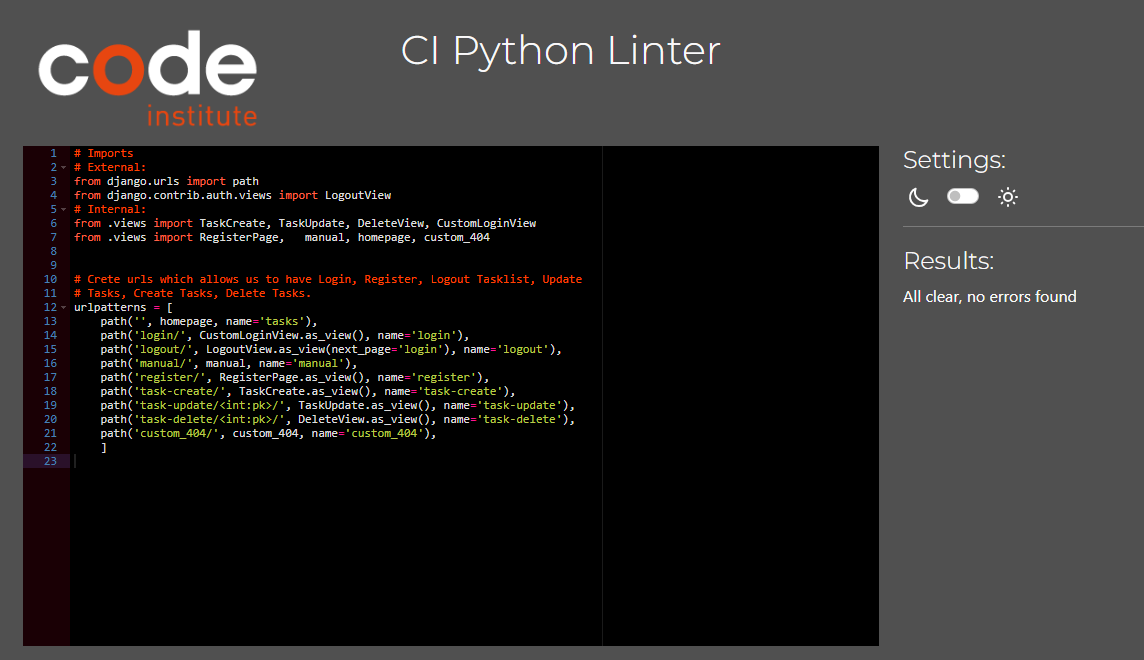 code
institute
CI Python Linter
1 # Imports
2 # External:
3 from django.urls import path
4 from django.contrib.auth.views import LogoutView
5 # Internal:
6 from .views import TaskCreate, TaskUpdate, DeleteView, CustomLoginView
7 from .views import RegisterPage,   manual, homepage, custom_404
8
9
10 # Crete urls which allows us to have Login, Register, Logout Tasklist, Update
11 # Tasks, Create Tasks, Delete Tasks.
12 urlpatterns = [
13     path('', homepage, name='tasks'),
14     path('login/', CustomLoginView.as_view(), name='login'),
15     path('logout/', LogoutView.as_view(next_page='login'), name='logout'),
16     path('manual/', manual, name='manual'),
17     path('register/', RegisterPage.as_view(), name='register'),
18     path('task-create/', TaskCreate.as_view(), name='task-create'),
19     path('task-update/<int:pk>/', TaskUpdate.as_view(), name='task-update'),
20     path('task-delete/<int:pk>/', DeleteView.as_view(), name='task-delete'),
21     path('custom_404/', custom_404, name='custom_404'),
22     ]
23
Settings:
Results:
All clear, no errors found